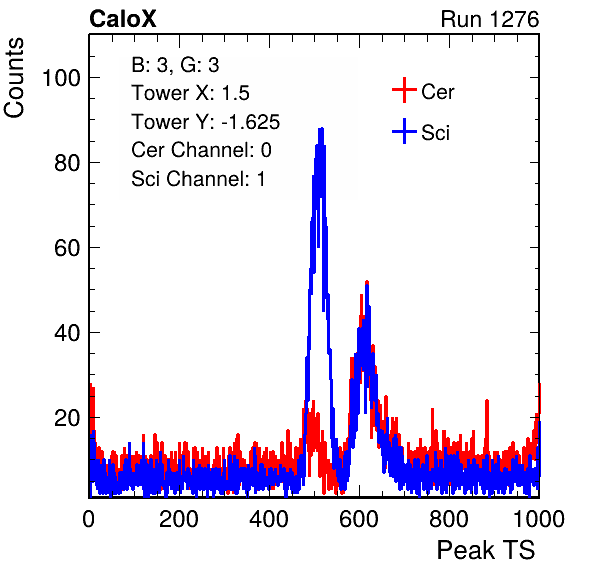 CaloX Run 1276
Counts
B: 3, G: 3
Tower X: 1.5
Tower Y: -1.625
Cer Channel: 0
Sci Channel: 1
Cer
Sci
100
80
60
40
20
0 200 400 600 800 1000
Peak TS